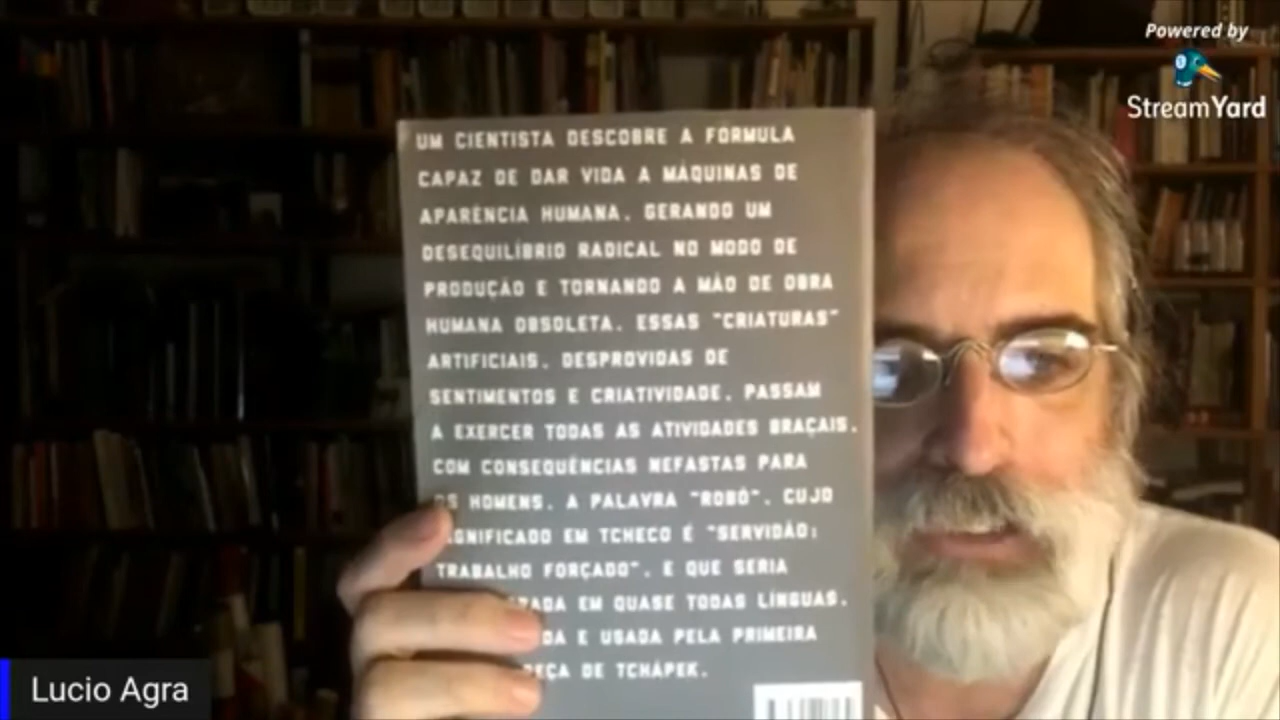 Powered by
StreamYard
UM CIENTISTA DESCOBRE A FÓRMULA
CAPAZ DE DAR VIDA A MÁQUINAS DE
APARÊNCIA HUMANA, GERANDO UM
DESEQUILÍBRIO RADICAL NO MODO DE
PRODUÇÃO E TORNANDO A MÃO DE OBRA
HUMANA OBSOLETA. ESSAS "CRIATURAS"
ARTIFICIAIS, DESPROVIDAS DE
SENTIMENTOS E CRIATIVIDADE, PASSAM
A EXERCER TODAS AS ATIVIDADES BRAÇAIS,
COM CONSEQUÊNCIAS NEFASTAS PARA
OS HOMENS. A PALAVRA "ROBÔ", CUJO
SIGNIFICADO EM TCHECO É "SERVIDÃO;
TRABALHO FORÇADO", E QUE SERIA
EM QUASE TODAS LÍNGUAS,
E USADA PELA PRIMEIRA
PEÇA DE TCHÁPEK.
Lucio Agra